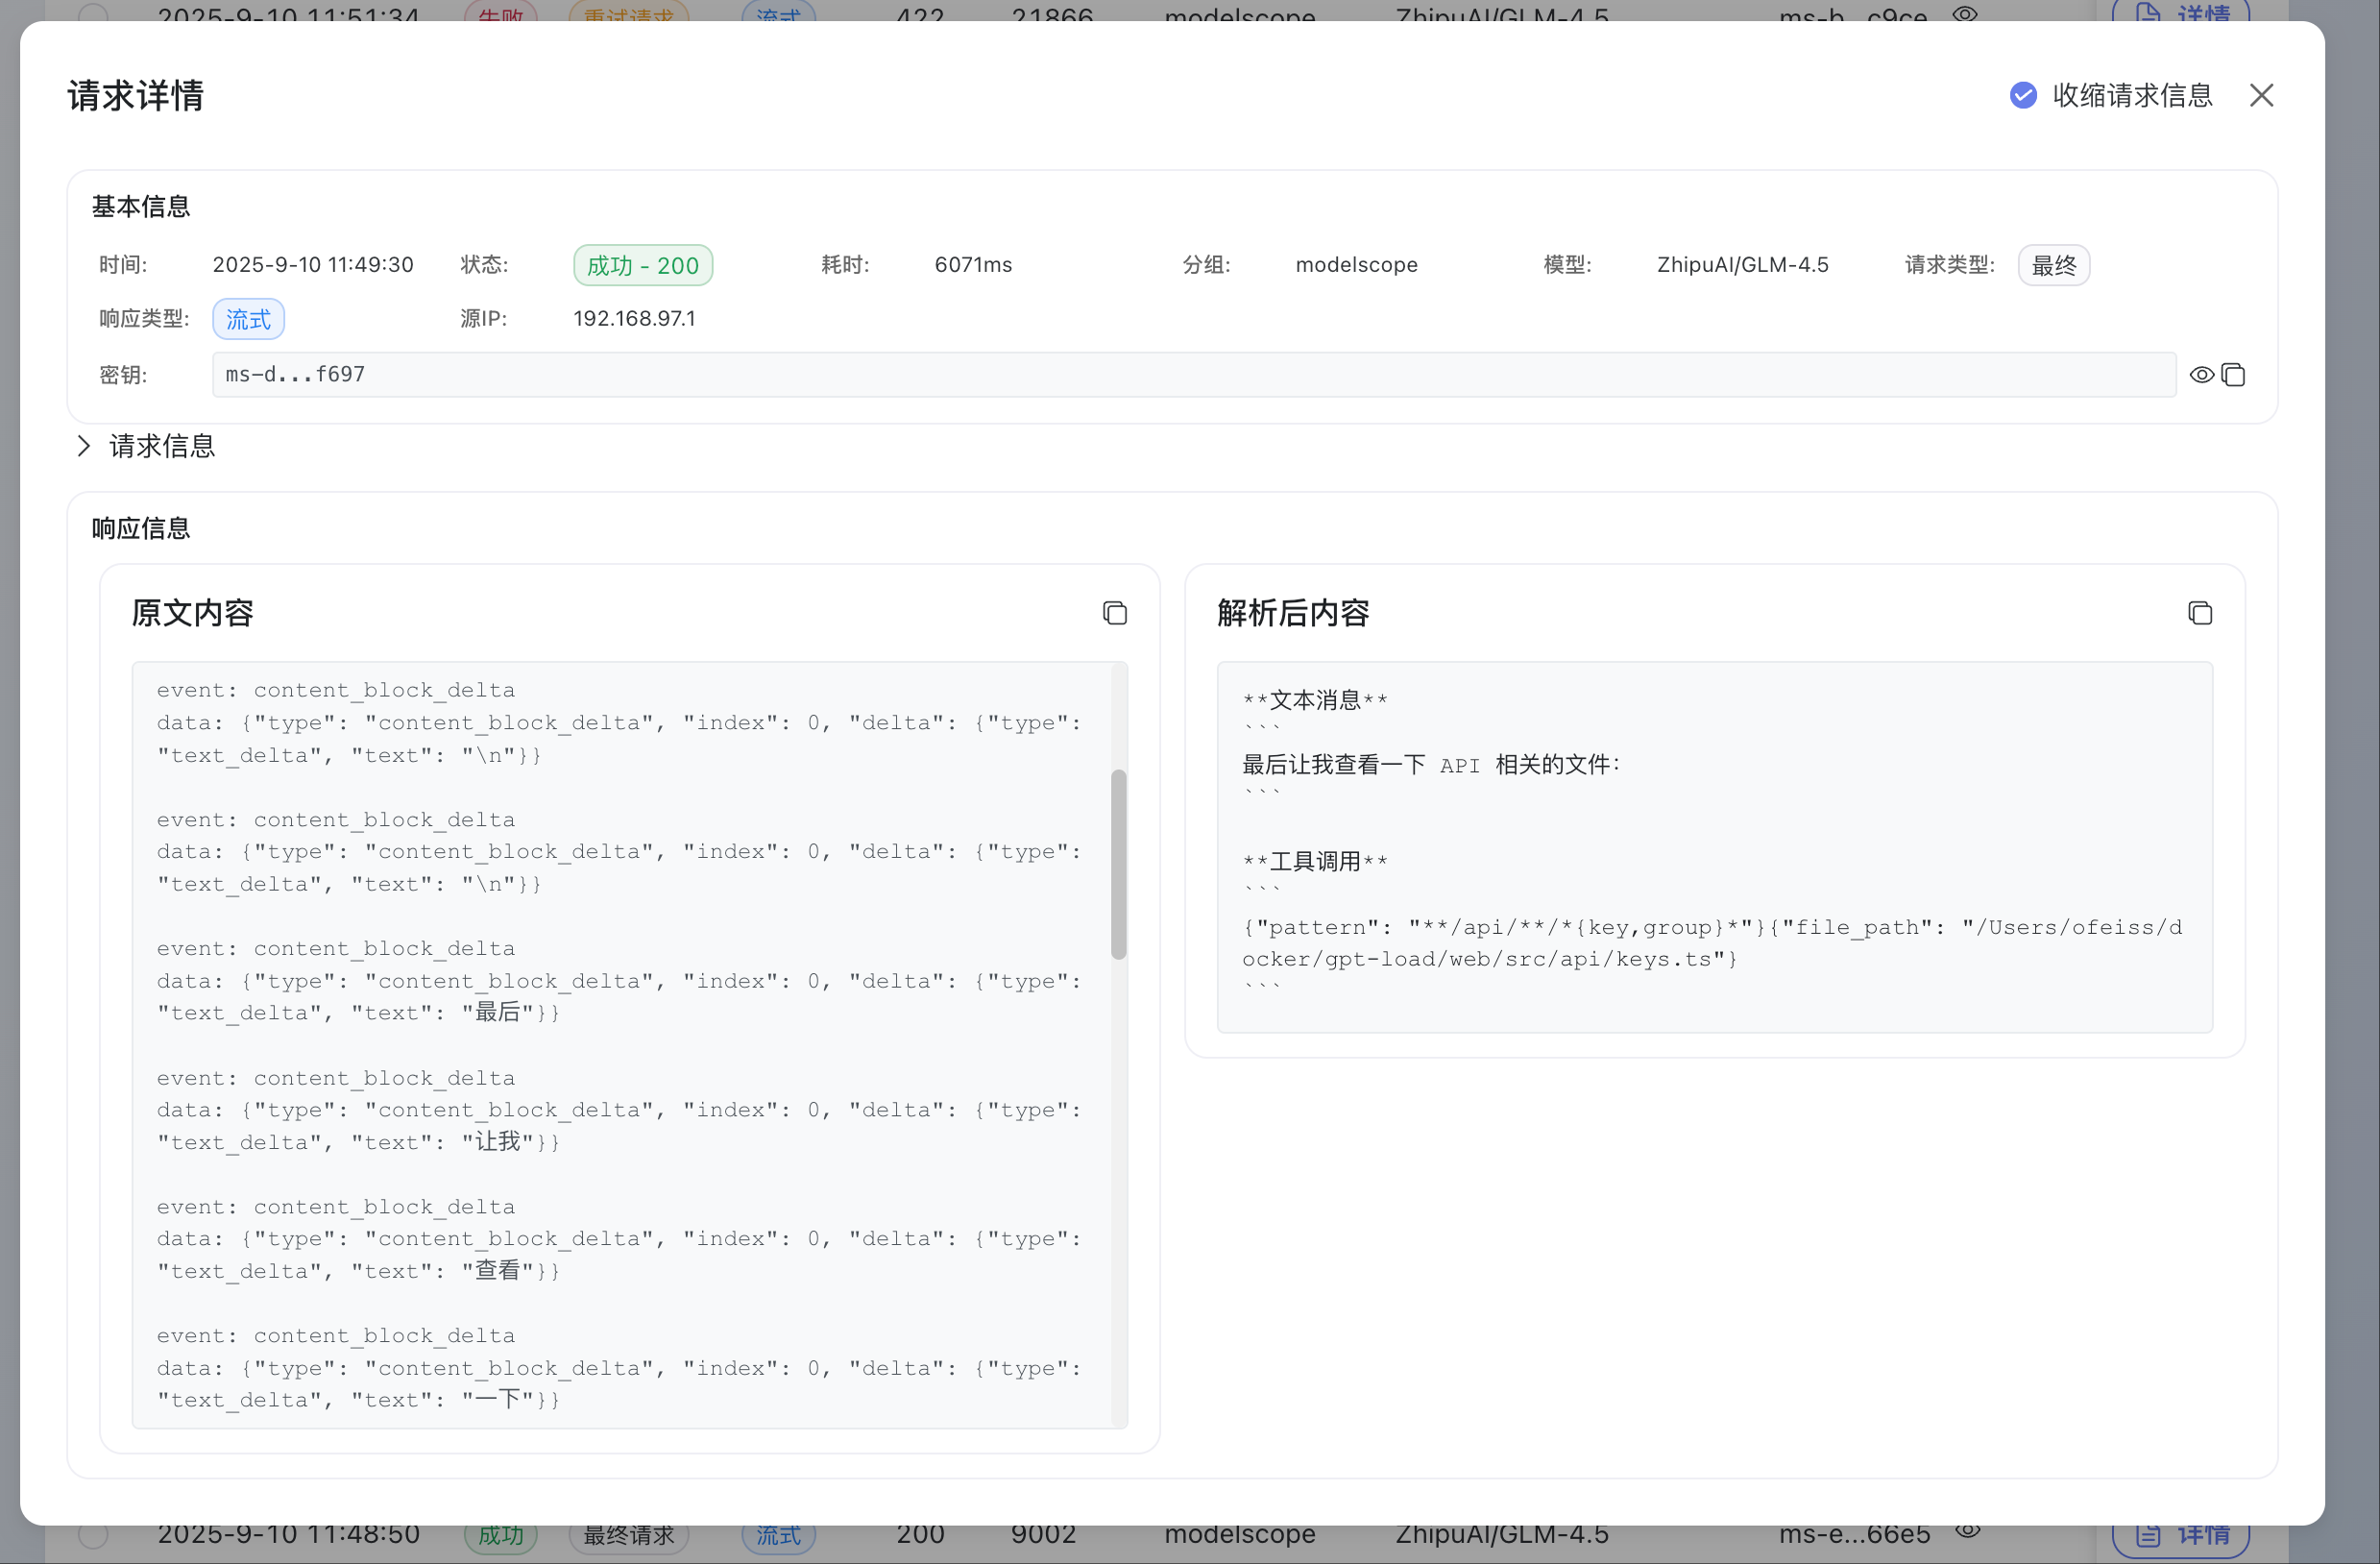 2025-9-10 11:51:34 失败 重试请求 流式 422 21866 modelscope ZhipuAI/GLM-4.5 ms-b...c9ce 详情
请求详情 收缩请求信息
基本信息
时间: 2025-9-10 11:49:30 状态: 成功 - 200 耗时: 6071ms 分组: modelscope 模型: ZhipuAI/GLM-4.5 请求类型: 最终
响应类型: 流式 源IP: 192.168.97.1
密钥: ms-d...f697
请求信息
响应信息
原文内容
event: content_block_delta
data: {"type": "content_block_delta", "index": 0, "delta": {"type":
"text_delta", "text": "\n"}}
event: content_block_delta
data: {"type": "content_block_delta", "index": 0, "delta": {"type":
"text_delta", "text": "\n"}}
event: content_block_delta
data: {"type": "content_block_delta", "index": 0, "delta": {"type":
"text_delta", "text": "最后"}}
event: content_block_delta
data: {"type": "content_block_delta", "index": 0, "delta": {"type":
"text_delta", "text": "让我"}}
event: content_block_delta
data: {"type": "content_block_delta", "index": 0, "delta": {"type":
"text_delta", "text": "查看"}}
event: content_block_delta
data: {"type": "content_block_delta", "index": 0, "delta": {"type":
"text_delta", "text": "一下"}}
解析后内容
**文本消息**
```
最后让我查看一下 API 相关的文件：
```
**工具调用**
```
{"pattern": "**/api/**/*{key,group}*"}{"file_path": "/Users/ofeiss/d
ocker/gpt-load/web/src/api/keys.ts"}
```
2025-9-10 11:48:50 成功 最终请求 流式 200 9002 modelscope ZhipuAI/GLM-4.5 ms-e...66e5 详情